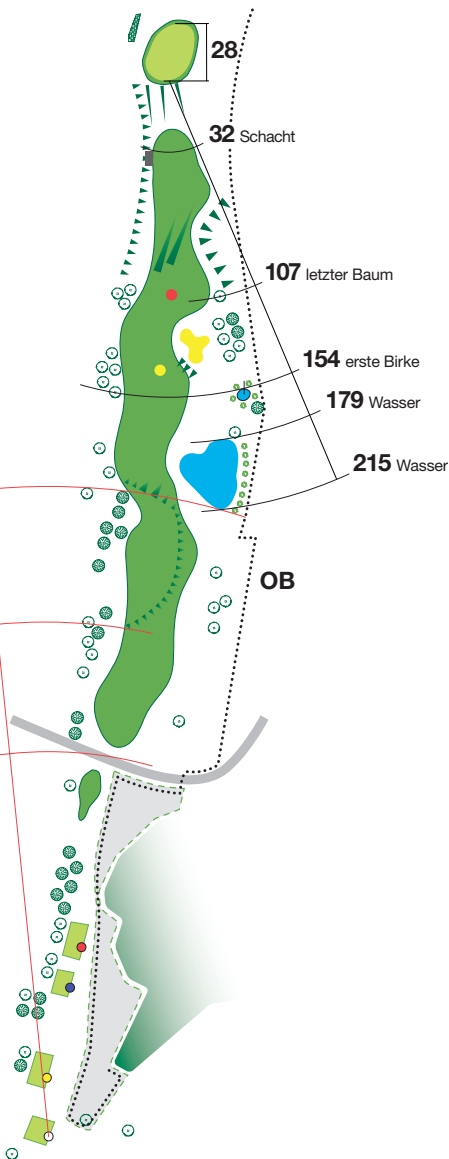 28
32 Schacht
107 letzter Baum
154 erste Birke
179 Wasser
215 Wasser
OB